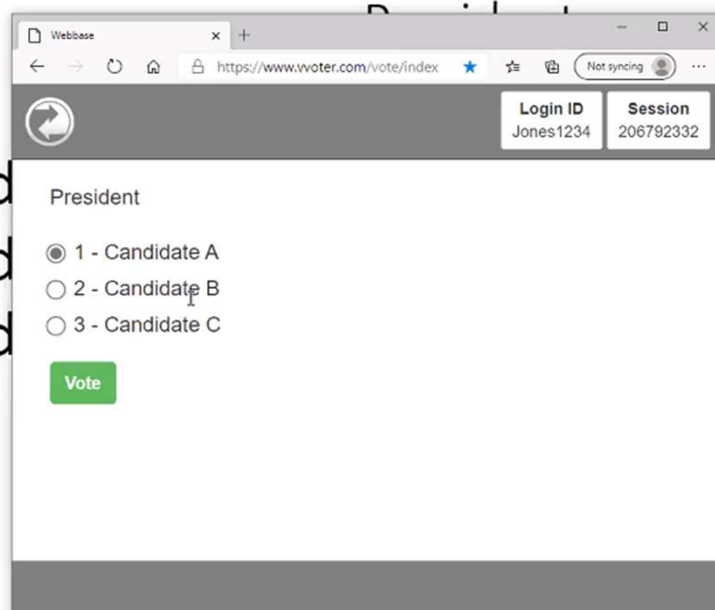 Webbase
https://www.vvoter.com/vote/index
Not syncing
Login ID
Jones1234
Session
206792332
President
1 - Candidate A
2 - Candidate B
3 - Candidate C
Vote